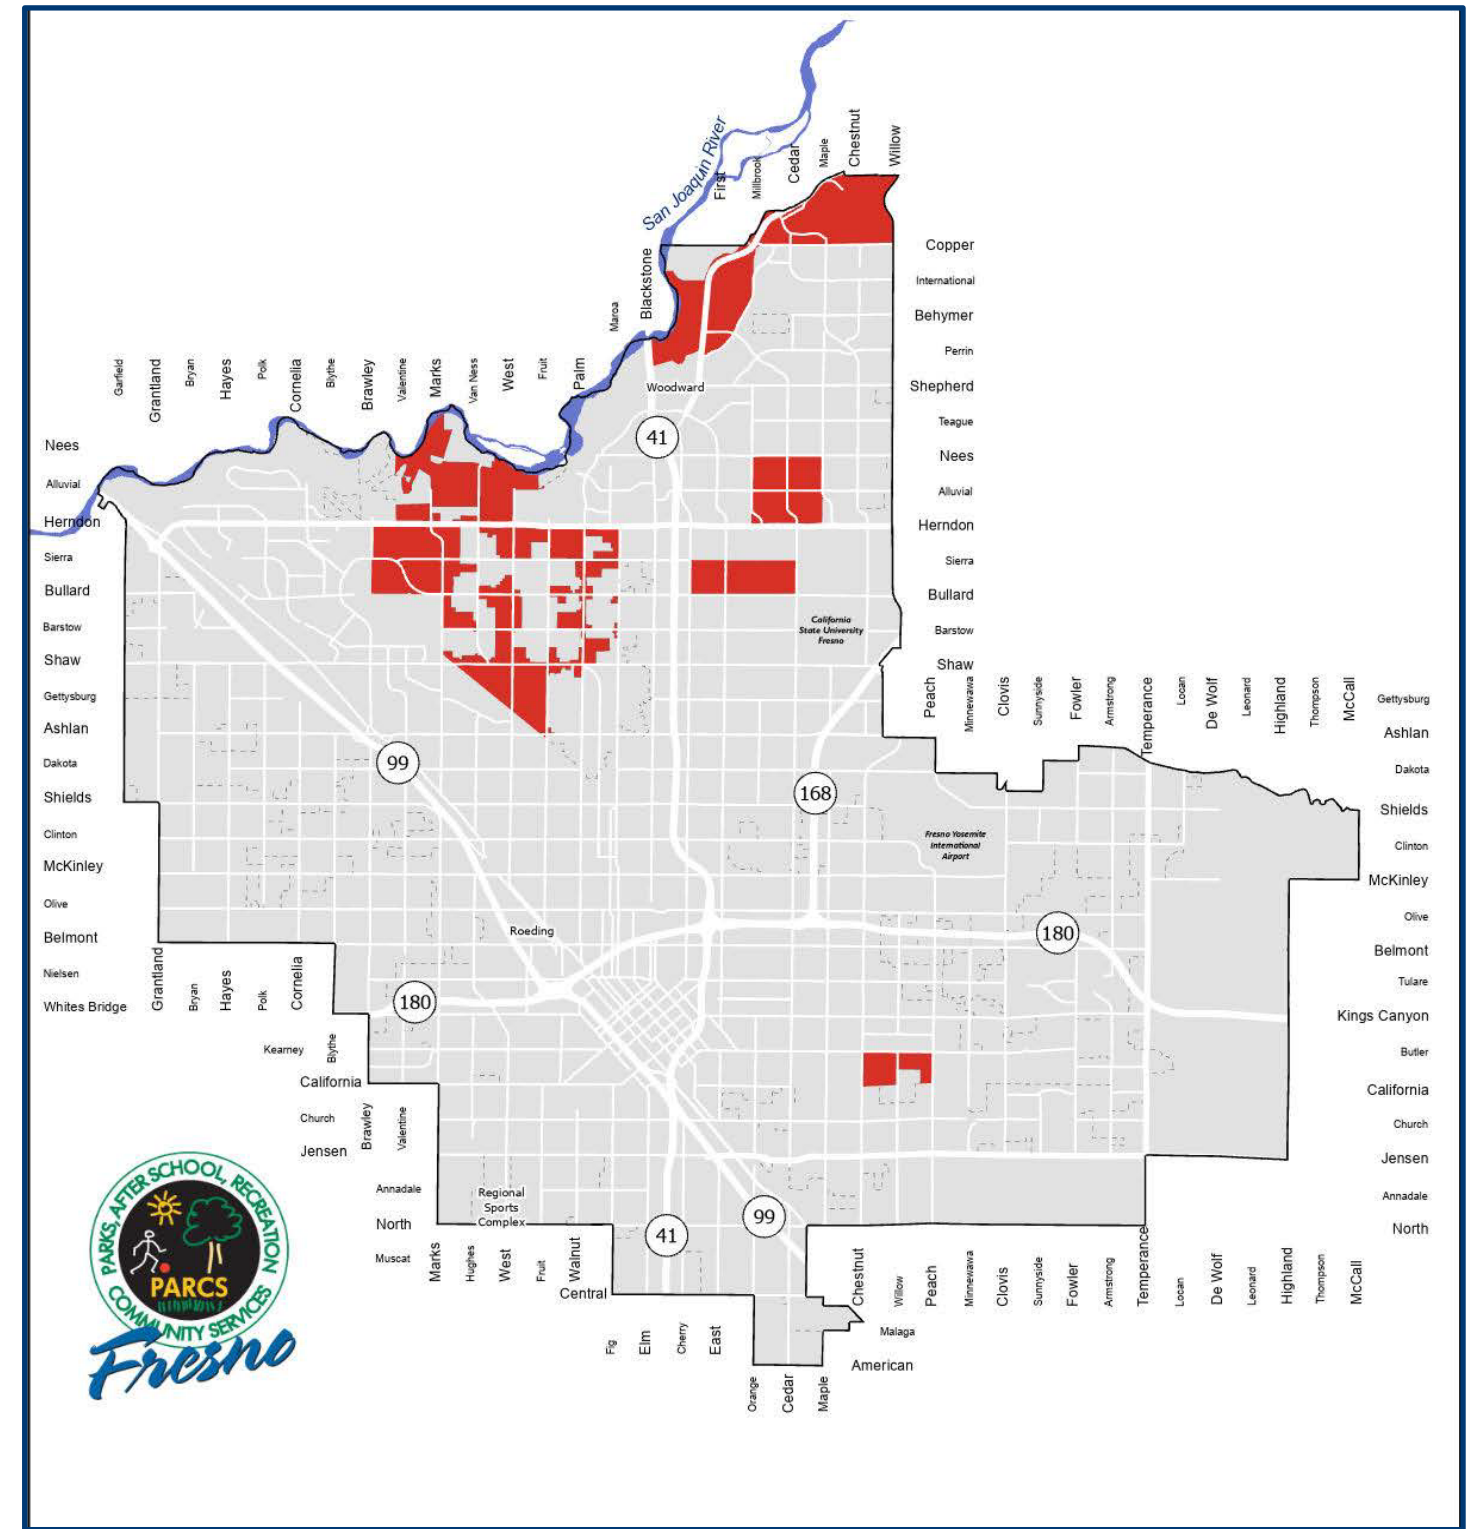 San Joaquin River
First
Millbrook
Cedar
Maple
Chestnut
Willow
Maroa
Blackstone
Garfield
Grantland
Bryan
Hayes
Polk
Cornelia
Blythe
Brawley
Valentine
Marks
Van Ness
West
Fruit
Palm
Copper
International
Behymer
Perrin
Shepherd
Teague
Nees
Alluvial
Herndon
Sierra
Bullard
Barstow
Shaw
Nees
Alluvial
Herndon
Sierra
Bullard
Barstow
Shaw
Gettysburg
Ashlan
Dakota
Shields
Clinton
McKinley
Olive
Belmont
Nielsen
Whites Bridge
Woodward
41
California
State University
Fresno
Peach
Minnewawa
Clovis
Sunnyside
Fowler
Armstrong
Temperance
Locan
De Wolf
Leonard
Highland
Thompson
McCall
Gettysburg
Ashlan
Dakota
Shields
Clinton
McKinley
Olive
Belmont
Tulare
Kings Canyon
Butler
California
Church
Jensen
Annadale
North
99
168
Fresno Yosemite
International
Airport
Roeding
180
180
Grantland
Bryan
Hayes
Polk
Cornelia
Kearney
Blythe
California
Church
Brawley
Valentine
Jensen
Annadale
North
Muscat
Regional
Sports
Complex
41
99
Marks
Hughes
West
Fruit
Walnut
Central
Fig
Elm
Cherry
East
Orange
Cedar
Maple
Malaga
American
Chestnut
Willow
Peach
Minnewawa
Clovis
Sunnyside
Fowler
Armstrong
Temperance
Locan
De Wolf
Leonard
Highland
Thompson
McCall
PARKS, AFTER SCHOOL, RECREATION
PARCS
COMMUNITY SERVICES
Fresno